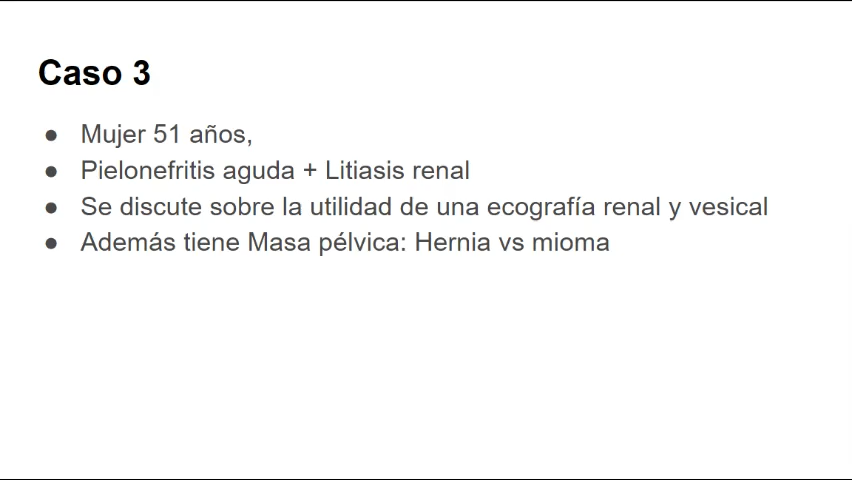 Caso 3
● Mujer 51 años,
● Pielonefritis aguda + Litiasis renal
● Se discute sobre la utilidad de una ecografía renal y vesical
● Además tiene Masa pélvica: Hernia vs mioma